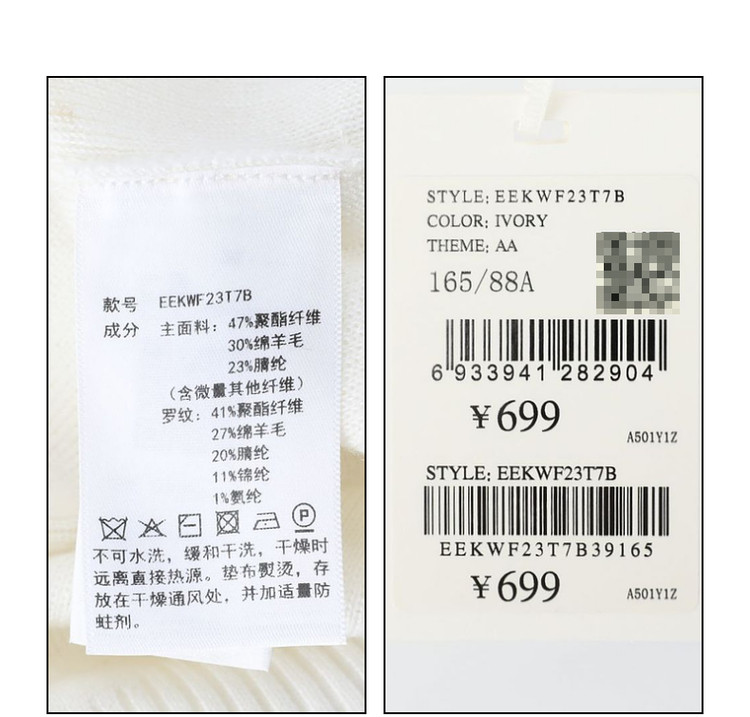 款号 EEKWF23T7B
成分 主面料：47%聚酯纤维
30%绵羊毛
23%腈纶
（含微量其他纤维）
罗纹：41%聚酯纤维
27%绵羊毛
20%腈纶
11%锦纶
1%氨纶
P
不可水洗，缓和干洗，干燥时
远离直接热源。垫布熨烫，存
放在干燥通风处，并加适量防
蛀剂。
STYLE: EEKWF23T7B
COLOR: IVORY
THEME: AA
165/88A
6 933941 282904
¥699
A501Y1Z
STYLE: EEKWF23T7B
EEKWF23T7B39165
¥699
A501Y1Z